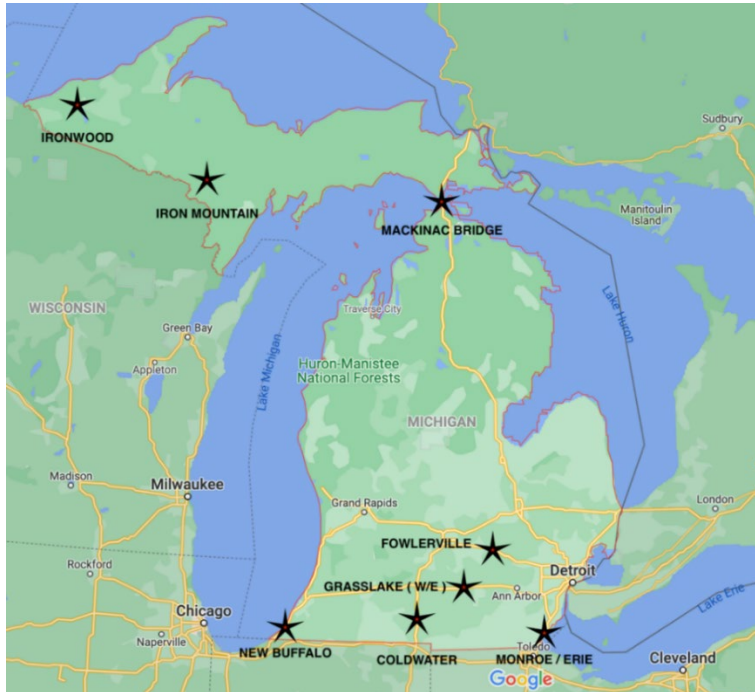 Sudbury
IRONWOOD
IRON MOUNTAIN
Manitoulin
Island
MACKINAC BRIDGE
WISCONSIN
Traverse City
Lake Huron
Green Bay
Lake Michigan
Appleton
Huron-Manistee
National Forests
MICHIGAN
Madison
Milwaukee
Grand Rapids
London
FOWLERVILLE
Rockford
Detroit
GRASSLAKE ( W/E )
Ann Arbor
Lake Erie
Chicago
Naperville
NEW BUFFALO
COLDWATER
Toledo
MONROE / ERIE
Cleveland
Google